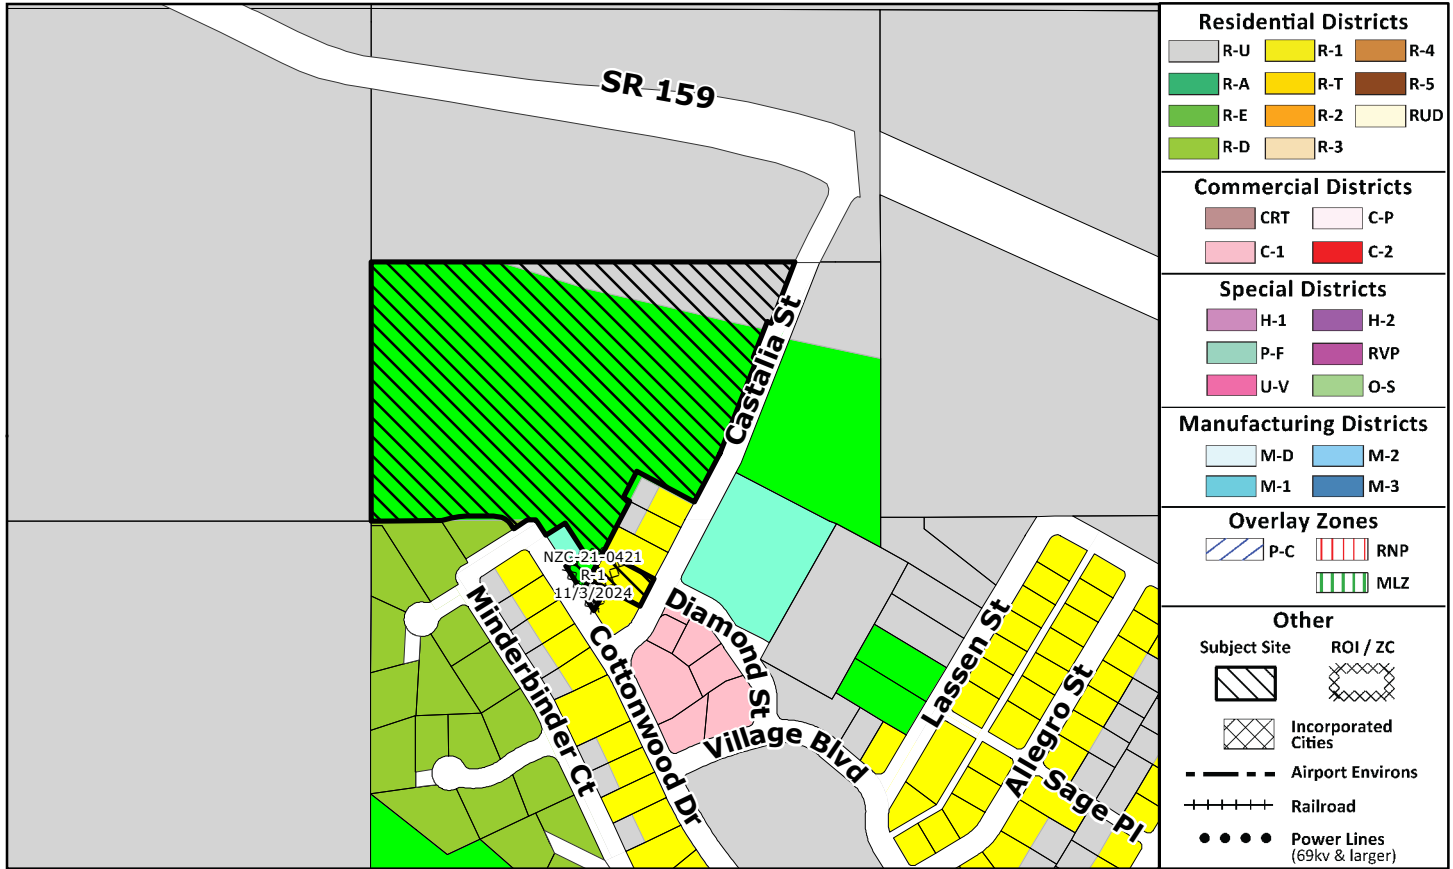 SR 159
Castalia St
NZC-21-0421
R-1
11/3/2024
Minderbinder Ct
Cottonwood Dr
Diamond St
Village Blvd
Lassen St
Allegro St
Sage Pl
Residential Districts
R-U R-1 R-4
R-A R-T R-5
R-E R-2 RUD
R-D R-3
Commercial Districts
CRT C-P
C-1 C-2
Special Districts
H-1 H-2
P-F RVP
U-V O-S
Manufacturing Districts
M-D M-2
M-1 M-3
Overlay Zones
P-C RNP
MLZ
Other
Subject Site ROI / ZC
Incorporated
Cities
Airport Environs
Railroad
Power Lines
(69kv & larger)